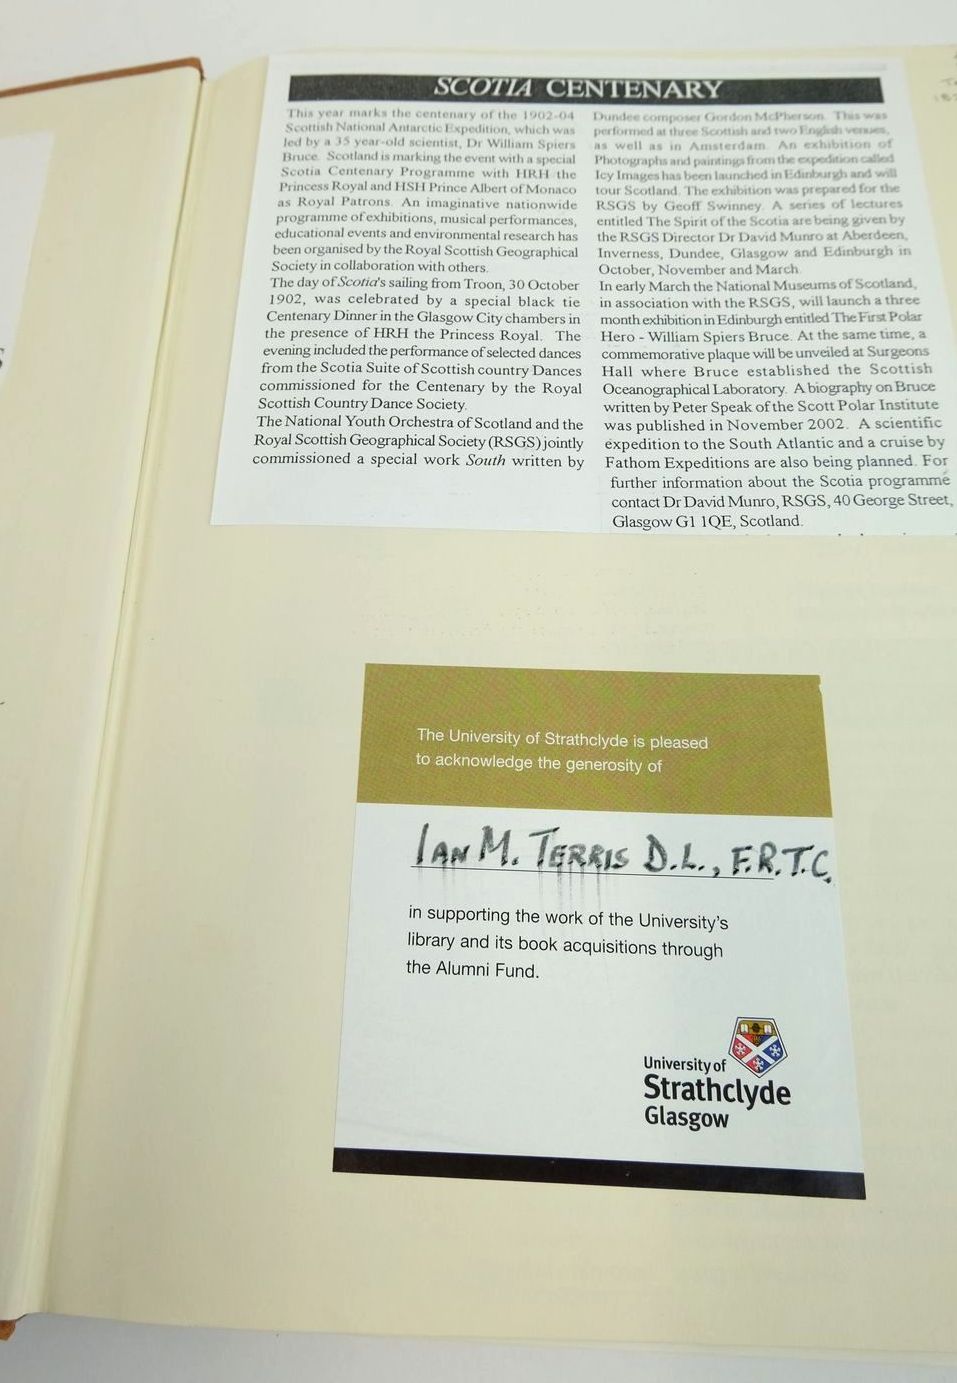 SCOTIA CENTENARY
This year marks the centenary of the 1902-04
Scottish National Antarctic Expedition, which was
led by a 35 year-old scientist, Dr William Spiers
Bruce. Scotland is marking the event with a special
Scotia Centenary Programme with HRH the
Princess Royal and HSH Prince Albert of Monaco
as Royal Patrons. An imaginative nationwide
programme of exhibitions, musical performances,
educational events and environmental research has
been organised by the Royal Scottish Geographical
Society in collaboration with others.
The day of Scotia's sailing from Troon, 30 October
1902, was celebrated by a special black tie
Centenary Dinner in the Glasgow City chambers in
the presence of HRH the Princess Royal. The
evening included the performance of selected dances
from the Scotia Suite of Scottish country Dances
commissioned for the Centenary by the Royal
Scottish Country Dance Society.
The National Youth Orchestra of Scotland and the
Royal Scottish Geographical Society (RSGS) jointly
commissioned a special work South written by
Dundee composer Gordon McPherson. This was
performed at three Scottish and two English venues,
as well as in Amsterdam. An exhibition of
Photographs and paintings from the expedition called
Icy Images has been launched in Edinburgh and will
tour Scotland. The exhibition was prepared for the
RSGS by Geoff Swinney. A series of lectures
entitled The Spirit of the Scotia are being given by
the RSGS Director Dr David Munro at Aberdeen,
Inverness, Dundee, Glasgow and Edinburgh in
October, November and March.
In early March the National Museums of Scotland,
in association with the RSGS, will launch a three
month exhibition in Edinburgh entitled The First Polar
Hero - William Spiers Bruce. At the same time, a
commemorative plaque will be unveiled at Surgeons
Hall where Bruce established the Scottish
Oceanographical Laboratory. A biography on Bruce
written by Peter Speak of the Scott Polar Institute
was published in November 2002. A scientific
expedition to the South Atlantic and a cruise by
Fathom Expeditions are also being planned. For
further information about the Scotia programme
contact Dr David Munro, RSGS, 40 George Street,
Glasgow G1 1QE, Scotland.
The University of Strathclyde is pleased
to acknowledge the generosity of
IAN M. TERRIS D.L., F.R.T.C.
in supporting the work of the University's
library and its book acquisitions through
the Alumni Fund.
University of
Strathclyde
Glasgow